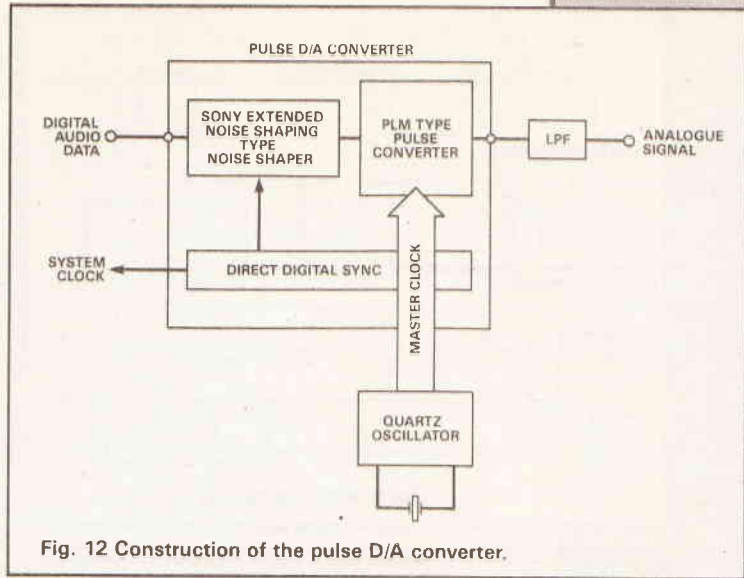 PULSE D/A CONVERTER
DIGITAL
AUDIO
DATA
SONY EXTENDED
NOISE SHAPING
TYPE
NOISE SHAPER
PLM TYPE
PULSE
CONVERTER
LPF
ANALOGUE
SIGNAL
SYSTEM
CLOCK
DIRECT DIGITAL SYNC
MASTER CLOCK
QUARTZ
OSCILLATOR
Fig. 12 Construction of the pulse D/A converter.